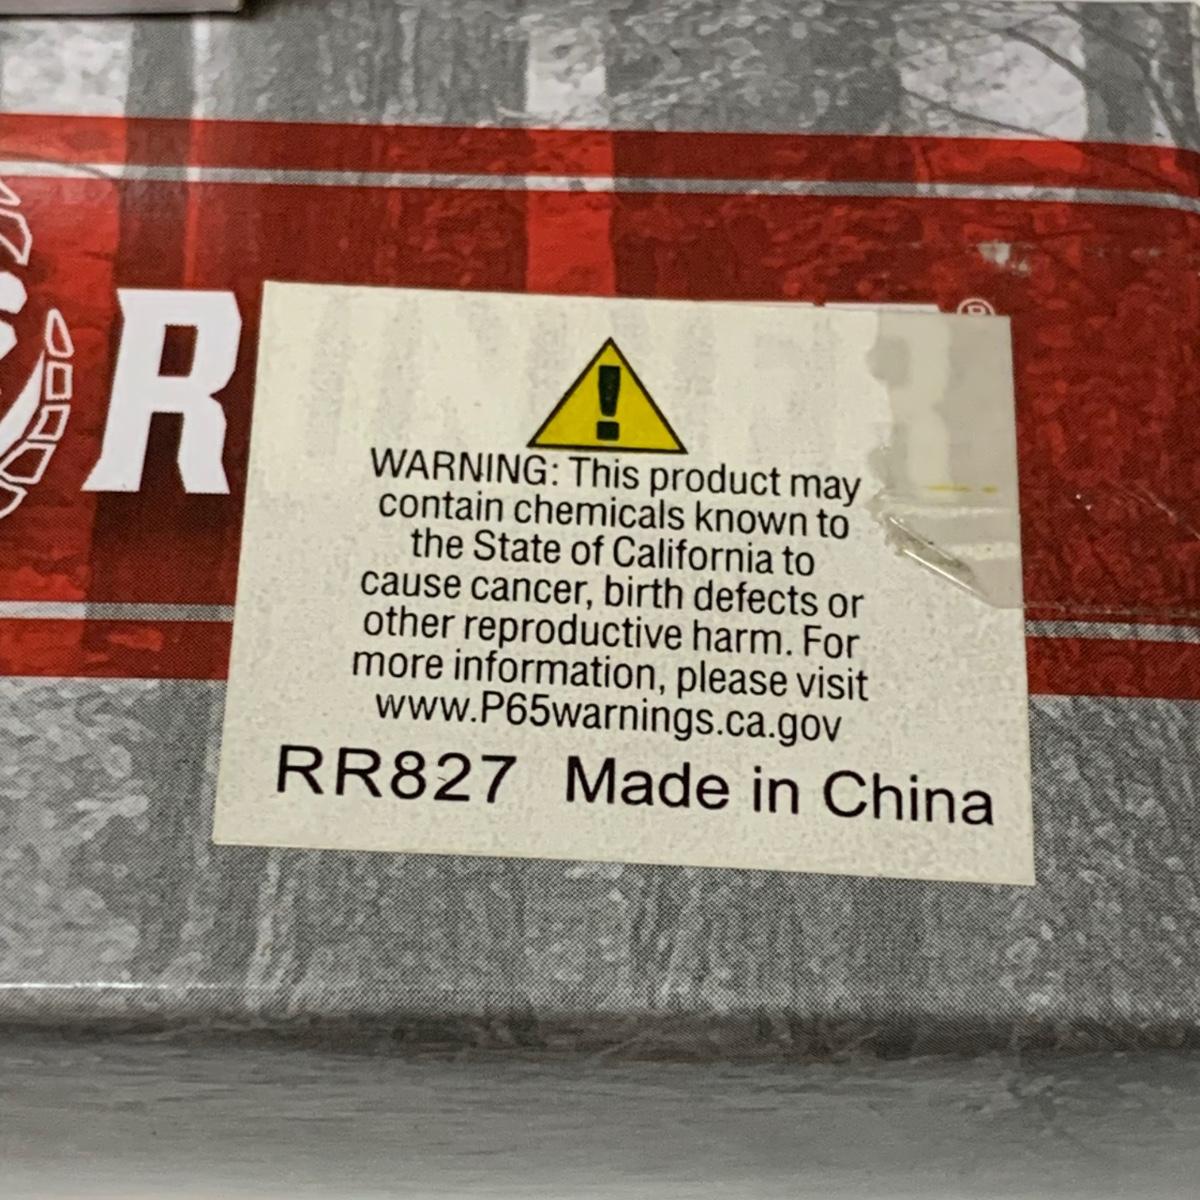 R
®
WARNING: This product may
contain chemicals known to
the State of California to
cause cancer, birth defects or
other reproductive harm. For
more information, please visit
www.P65warnings.ca.gov
RR827 Made in China